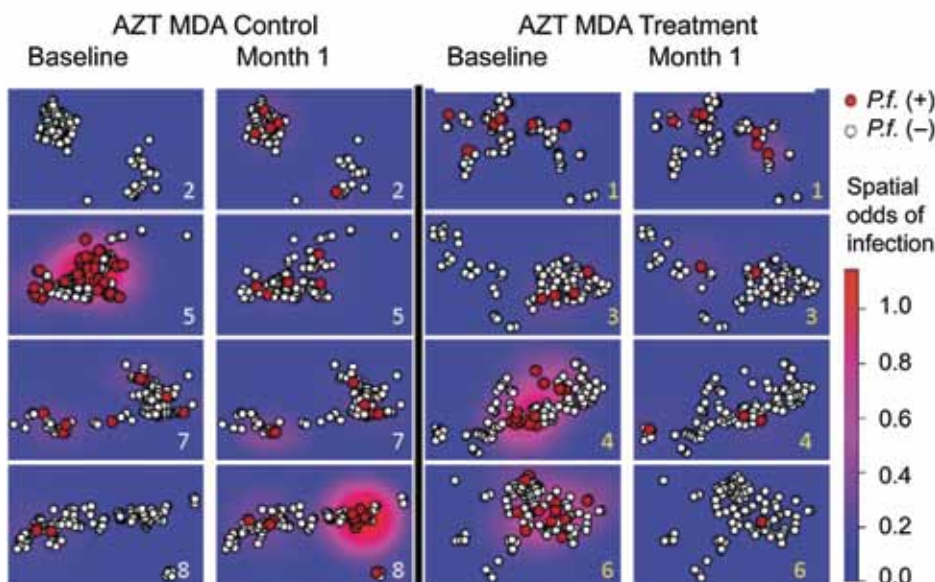 AZT MDA Control
AZT MDA Treatment
Baseline
Month 1
Baseline
Month 1
P.f. (+)
P.f. (–)
Spatial
odds of
infection
2
2
1
1
5
5
3
3
7
7
4
4
8
8
6
6
1.0
0.8
0.6
0.4
0.2
0.0